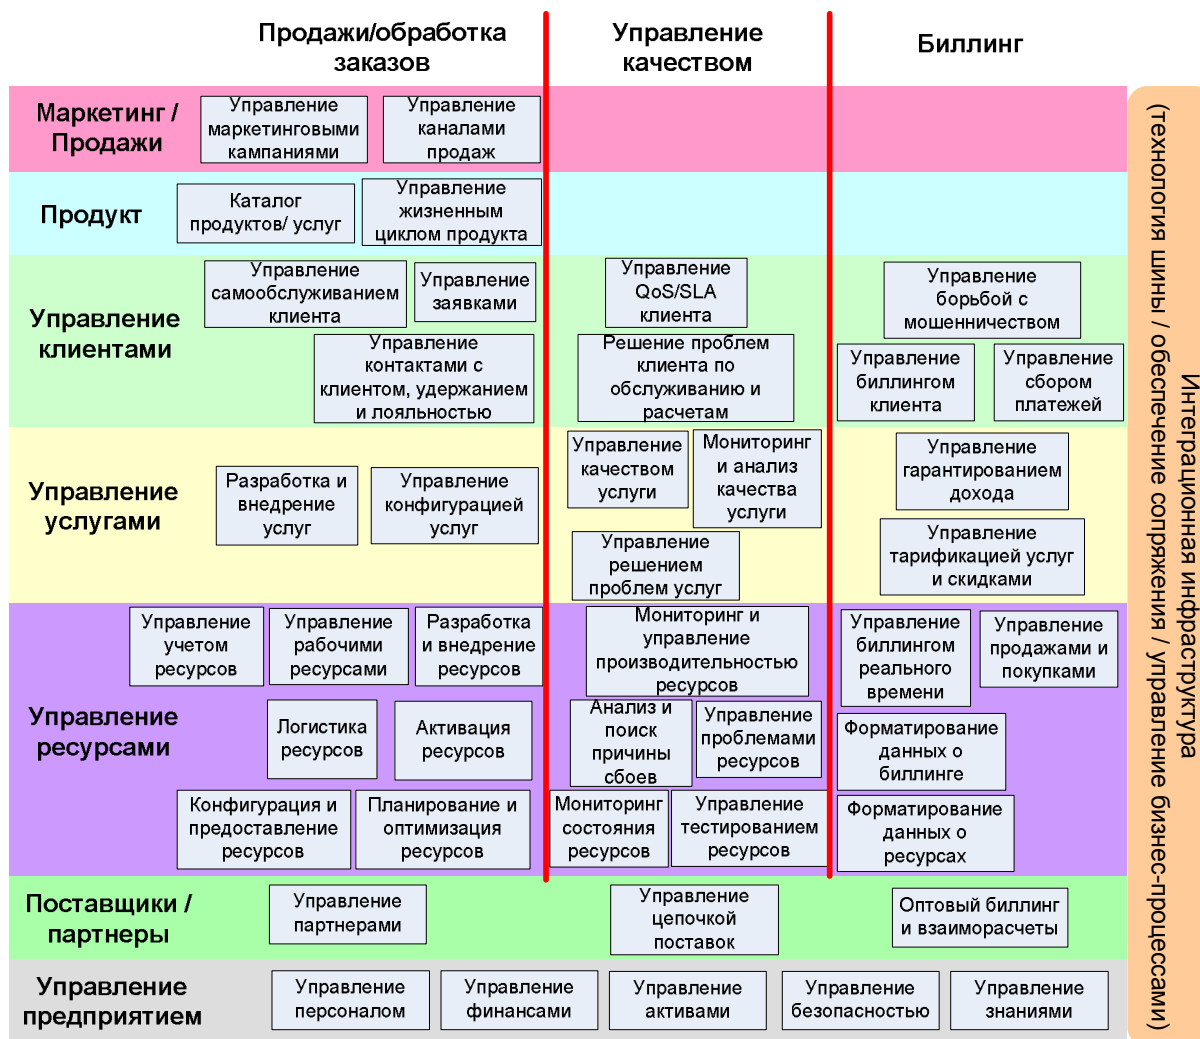 Продажи/обработка
заказов
Управление
качеством
Биллинг
Маркетинг /
Продажи
Управление
маркетинговыми
кампаниями
Управление
каналами
продаж
Продукт
Каталог
продуктов/ услуг
Управление
жизненным
циклом продукта
Управление
клиентами
Управление
самообслуживанием
клиента
Управление
заявками
Управление
контактами с
клиентом, удержанием
и лояльностью
Управление
QoS/SLA
клиента
Решение проблем
клиента по
обслуживанию и
расчетам
Управление
борьбой с
мошенничеством
Управление
биллингом
клиента
Управление
сбором
платежей
Управление
услугами
Разработка и
внедрение
услуг
Управление
конфигурацией
услуг
Управление
качеством
услуги
Мониторинг
и анализ
качества
услуги
Управление
решением
проблем услуг
Управление
гарантированием
дохода
Управление
тарификацией услуг
и скидками
Управление
ресурсами
Управление
учетом
ресурсов
Управление
рабочими
ресурсами
Разработка
и внедрение
ресурсов
Логистика
ресурсов
Активация
ресурсов
Конфигурация и
предоставление
ресурсов
Планирование и
оптимизация
ресурсов
Мониторинг и
управление
производительностью
ресурсов
Анализ и
поиск
причины
сбоев
Управление
проблемами
ресурсов
Мониторинг
состояния
ресурсов
Управление
тестированием
ресурсов
Управление
биллингом
реального
времени
Управление
продажами и
покупками
Форматирование
данных о
биллинге
Форматирование
данных о
ресурсах
Поставщики /
партнеры
Управление
партнерами
Управление
цепочкой
поставок
Оптовый биллинг
и взаиморасчеты
Управление
предприятием
Управление
персоналом
Управление
финансами
Управление
активами
Управление
безопасностью
Управление
знаниями
Интеграционная инфраструктура
(технология шины / обеспечение сопряжения / управление бизнес-процессами)